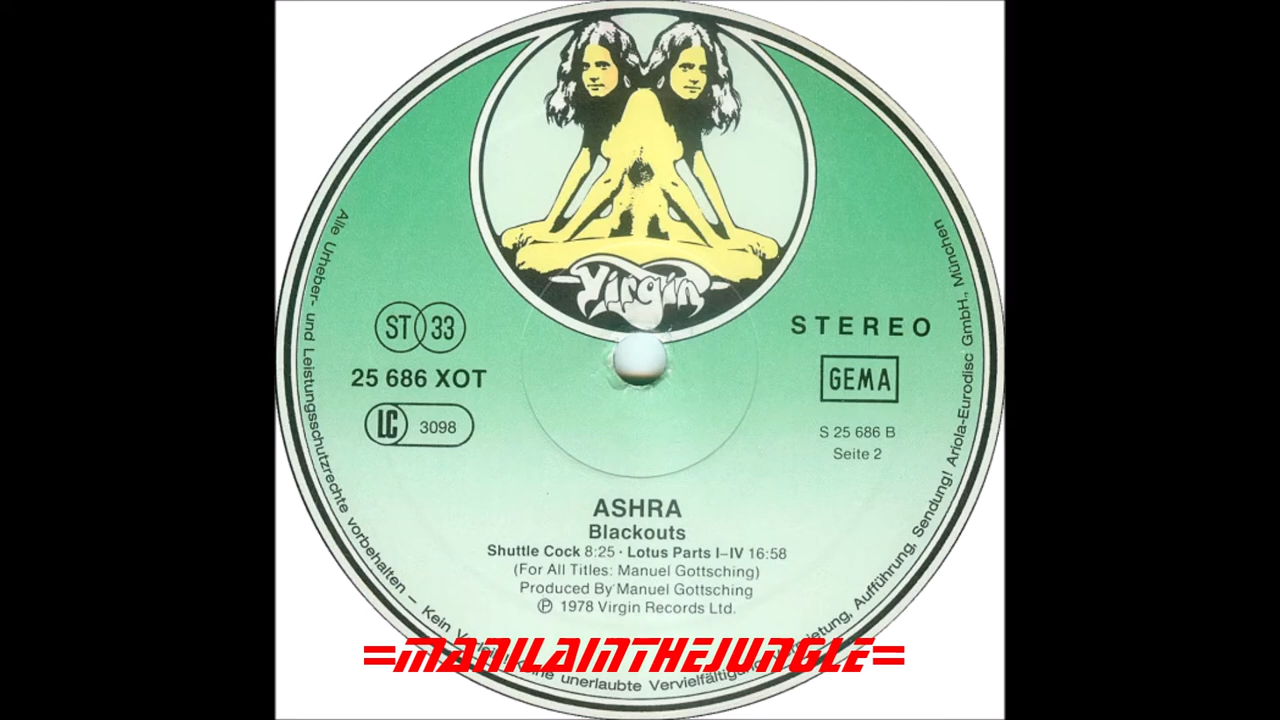 Virgin
ST 33
STEREO
25 686 XOT
GEMA
LC 3098
S 25 686 B
Seite 2
ASHRA
Blackouts
Shuttle Cock 8:25 · Lotus Parts I–IV 16:58
(For All Titles: Manuel Gottsching)
Produced By Manuel Gottsching
℗ 1978 Virgin Records Ltd.
Alle Urheber- und Leistungsschutzrechte vorbehalten – Kein unerlaubte Vervielfältigung, Aufführung, Sendung! Ariola-Eurodisc GmbH., München
=MANILAINTHEJUNGLE=